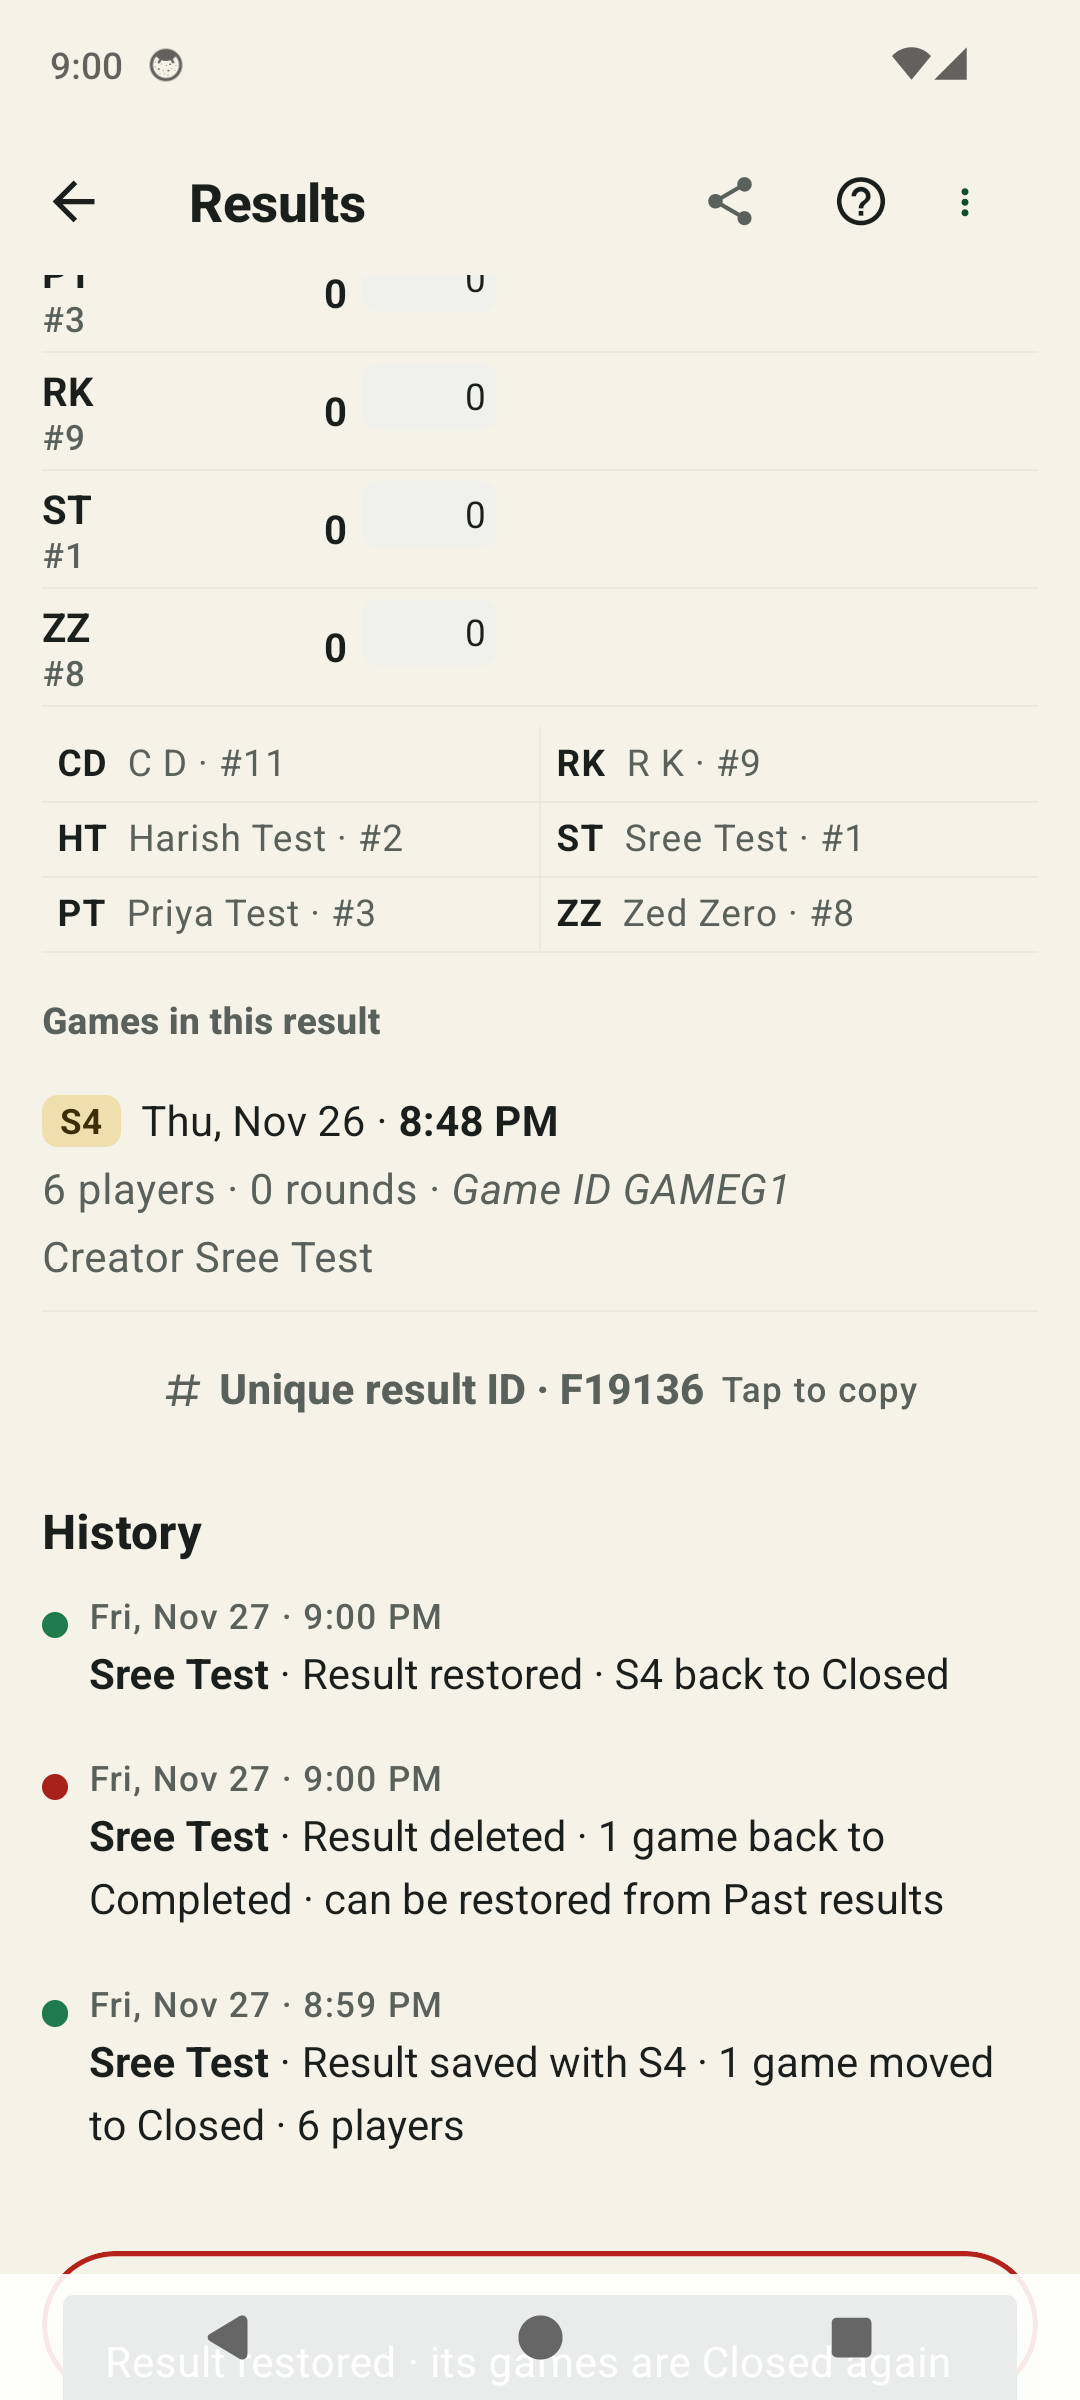 9:00
Results
PT 0 0
#3
RK 0 0
#9
ST 0 0
#1
ZZ 0 0
#8
CD C D · #11 RK R K · #9
HT Harish Test · #2 ST Sree Test · #1
PT Priya Test · #3 ZZ Zed Zero · #8
Games in this result
S4 Thu, Nov 26 · 8:48 PM
6 players · 0 rounds · Game ID GAMEG1
Creator Sree Test
# Unique result ID · F19136 Tap to copy
History
Fri, Nov 27 · 9:00 PM
Sree Test · Result restored · S4 back to Closed
Fri, Nov 27 · 9:00 PM
Sree Test · Result deleted · 1 game back to
Completed · can be restored from Past results
Fri, Nov 27 · 8:59 PM
Sree Test · Result saved with S4 · 1 game moved
to Closed · 6 players
Result restored · its games are Closed again